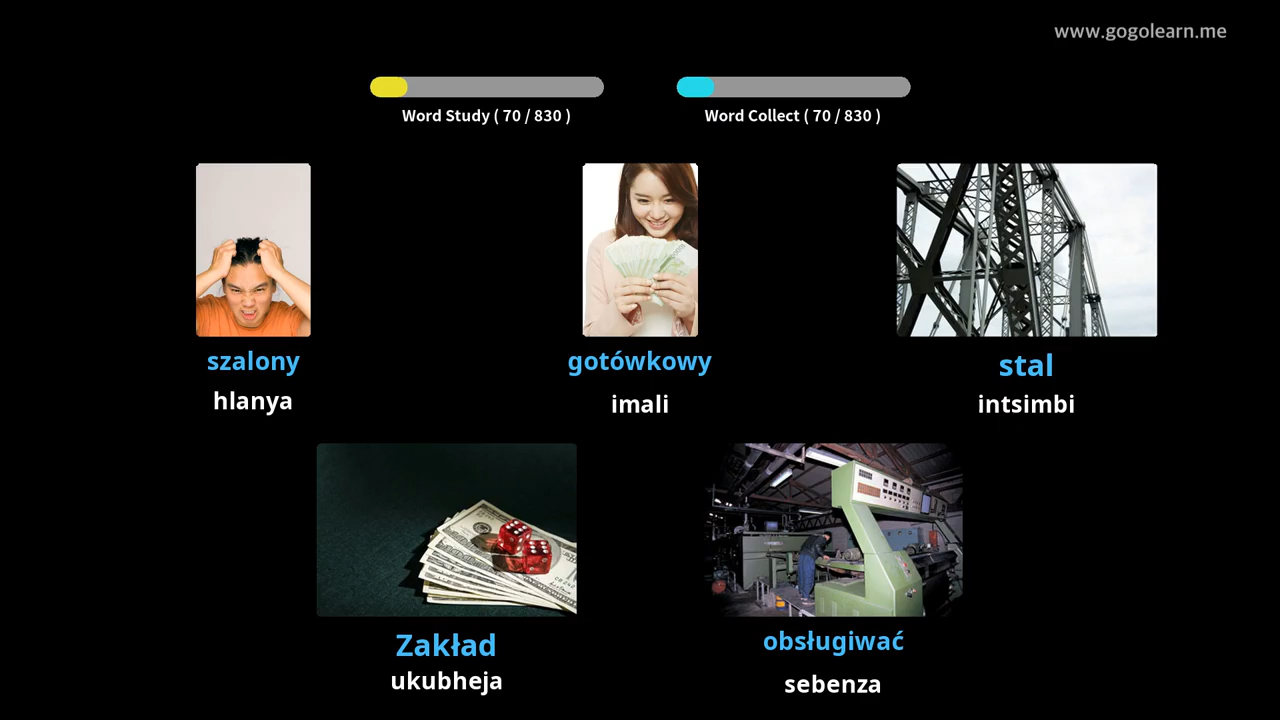 www.gogolearn.me
Word Study ( 70 / 830 )
Word Collect ( 70 / 830 )
szalony
hlanya
gotówkowy
imali
stal
intsimbi
Zakład
ukubheja
obsługiwać
sebenza